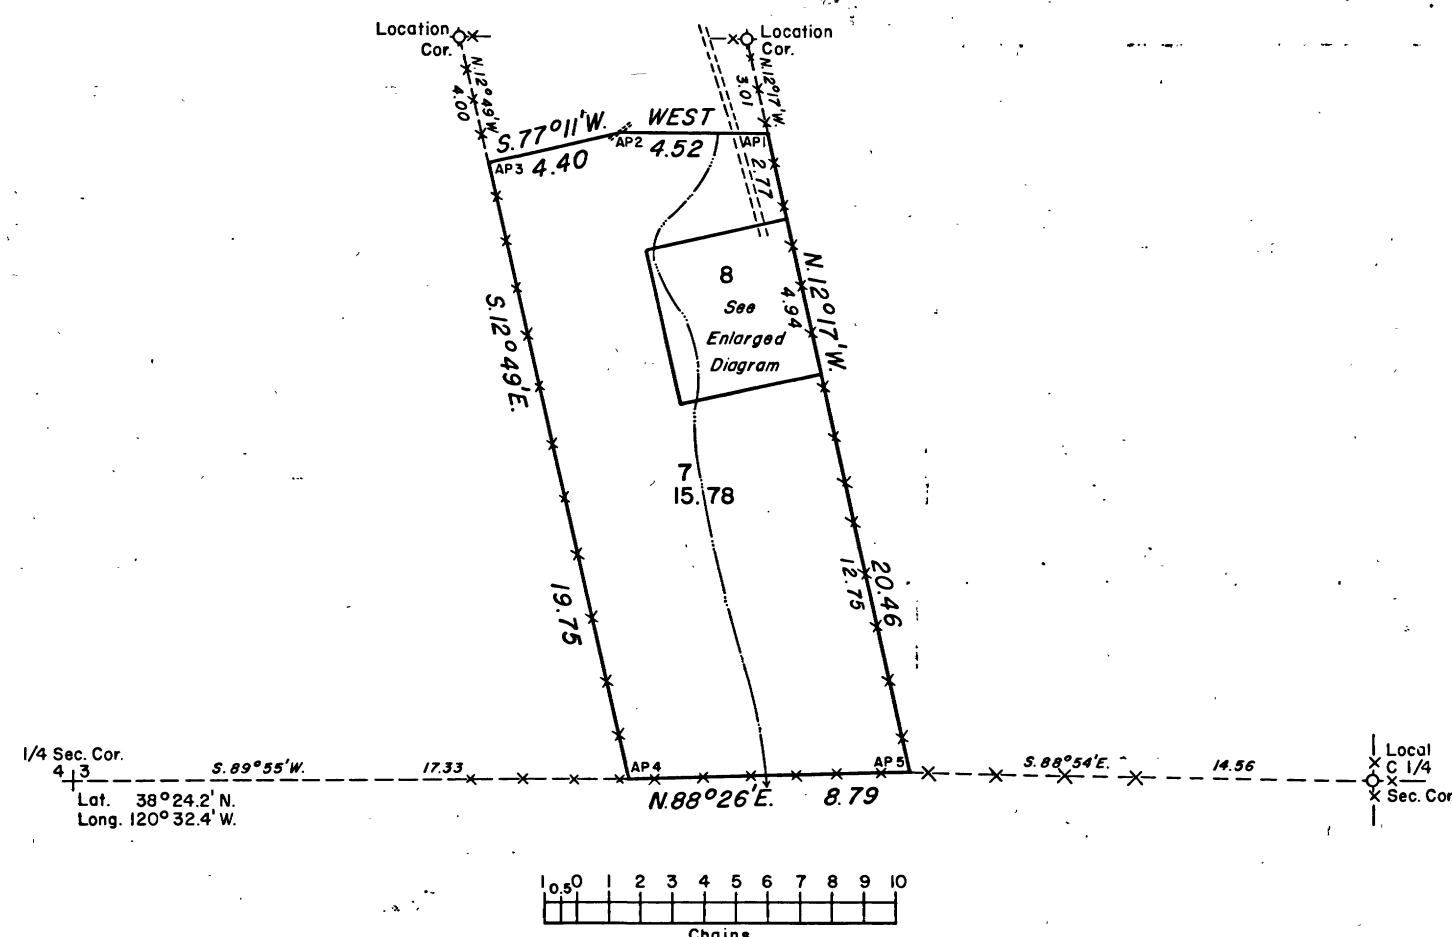 Location
Cor.
Location
Cor.
N.12°49'W.
4.00
N.12°17'W.
3.01
S.77°11'W.
4.40
WEST
4.52
AP1
AP2
AP3
2.77
8
See
Enlarged
Diagram
N.12°17'W.
4.94
S.12°49'E.
7
15.78
19.75
20.46
12.75
1/4 Sec. Cor.
4 3
S.89°55'W.
17.33
AP4
AP5
S.88°54'E.
14.56
Local
C 1/4
Sec. Cor
Lat. 38°24.2' N.
Long. 120°32.4' W.
N.88°26'E. 8.79
1 0.5 0 1 2 3 4 5 6 7 8 9 10
Chains